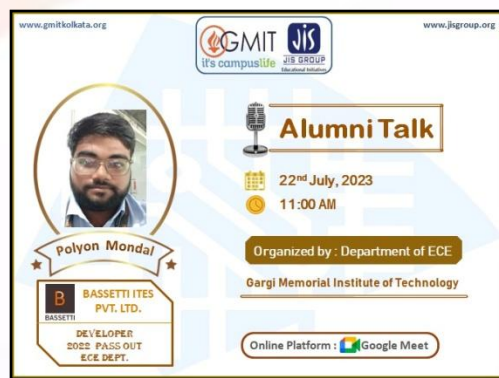 www.gmitkolkata.org
www.jisgroup.org
GMIT
it's campuslife
JIS
JIS GROUP
Educational Initiatives
Alumni Talk
22nd July, 2023
11:00 AM
Polyon Mondal
Organized by : Department of ECE
Gargi Memorial Institute of Technology
B
BASSETTI
BASSETTI ITES
PVT. LTD.
DEVELOPER
2022 PASS OUT
ECE DEPT.
Online Platform : Google Meet